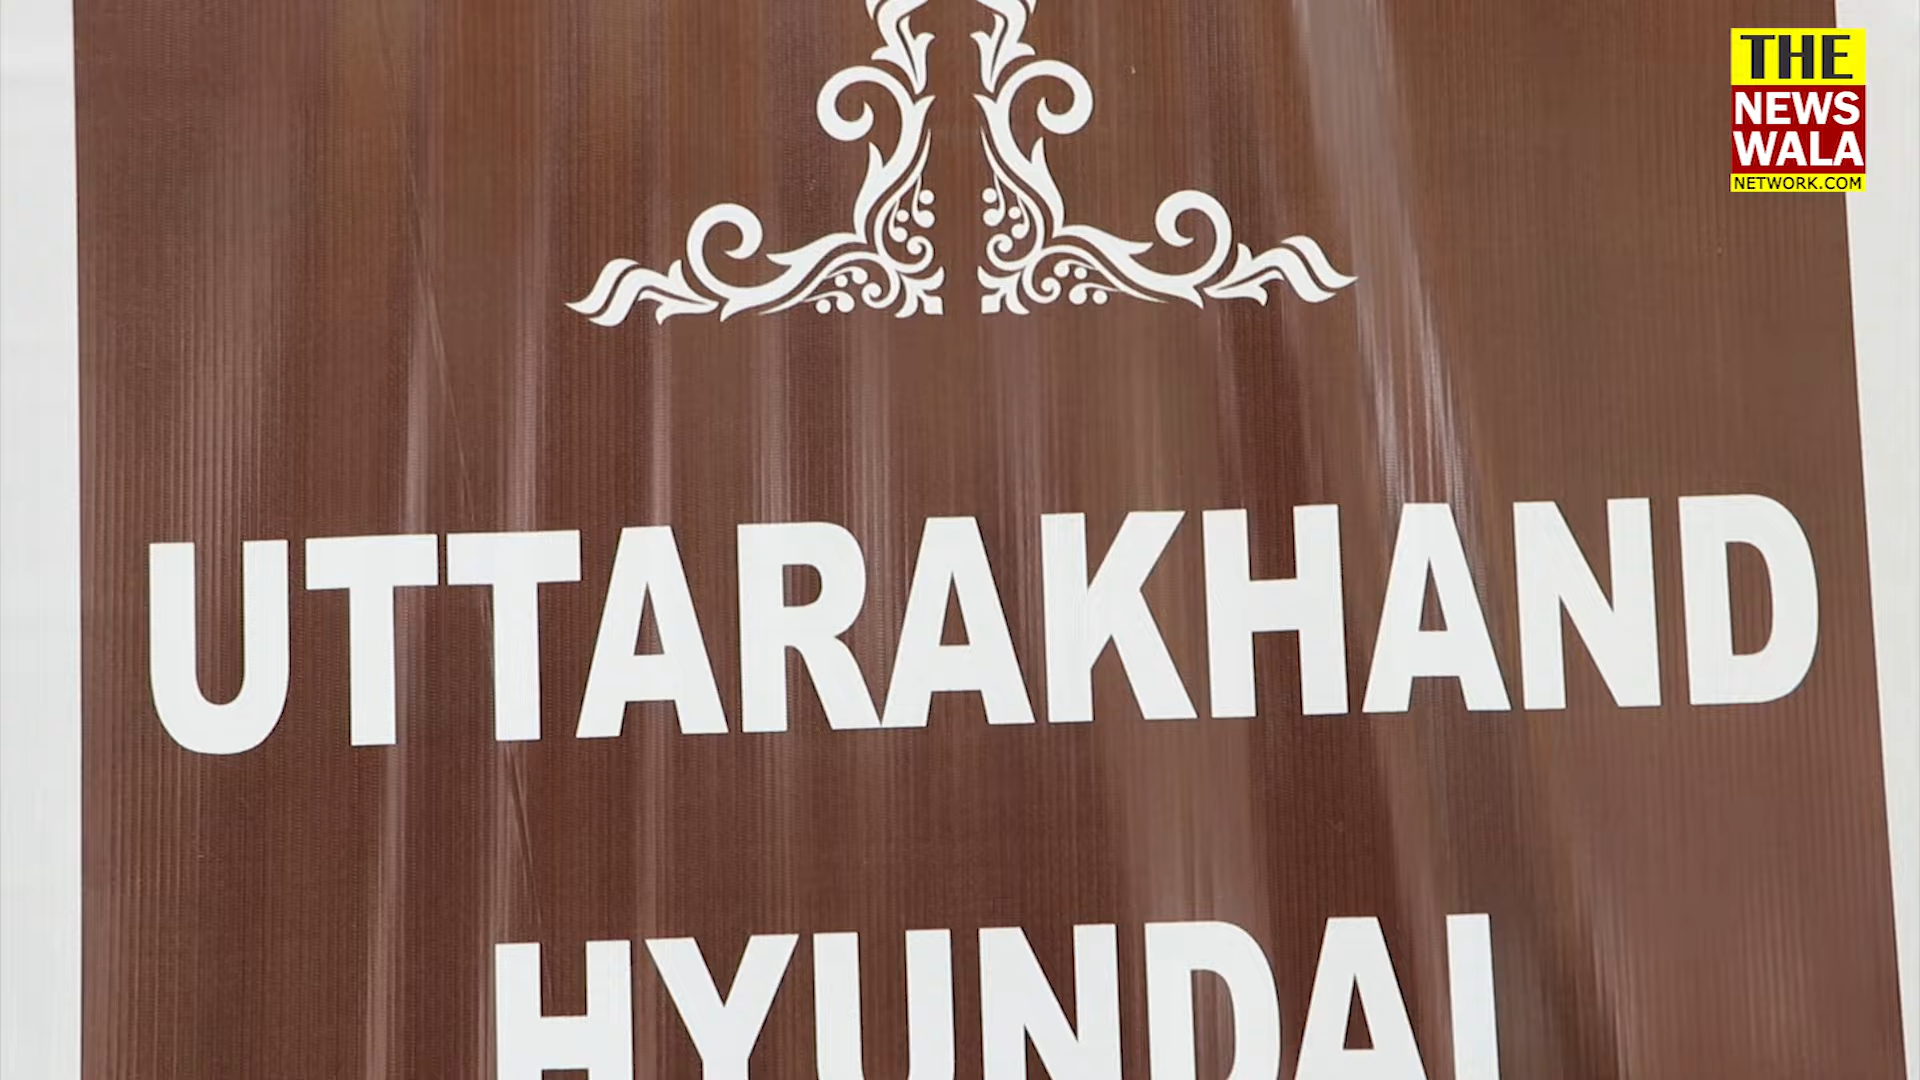 THE
NEWS
WALA
NETWORK.COM
UTTARAKHAND
HYUNDAI